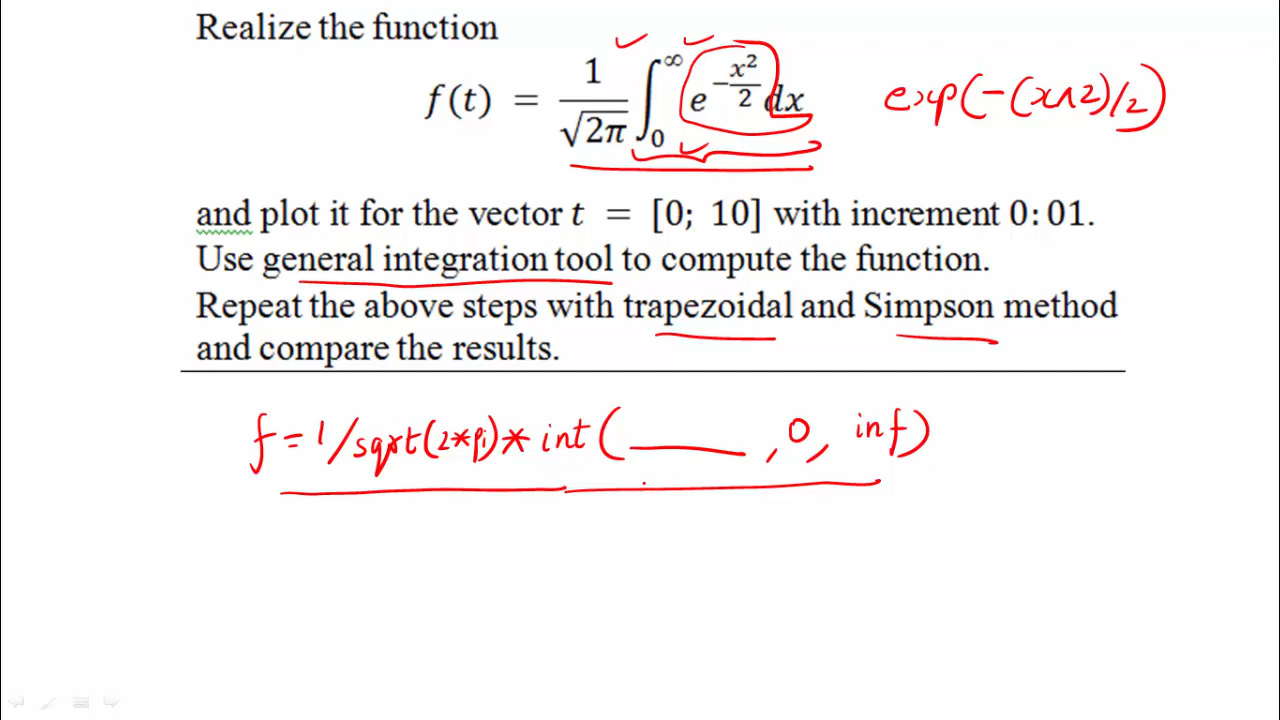 Realize the function
f(t) = 1/√2π ∫₀^∞ e^(-x²/2) dx
exp(-(x^2)/2)
and plot it for the vector t = [0; 10] with increment 0:01.
Use general integration tool to compute the function.
Repeat the above steps with trapezoidal and Simpson method
and compare the results.
f=1/sqrt(2*pi)*int(____,0, inf)